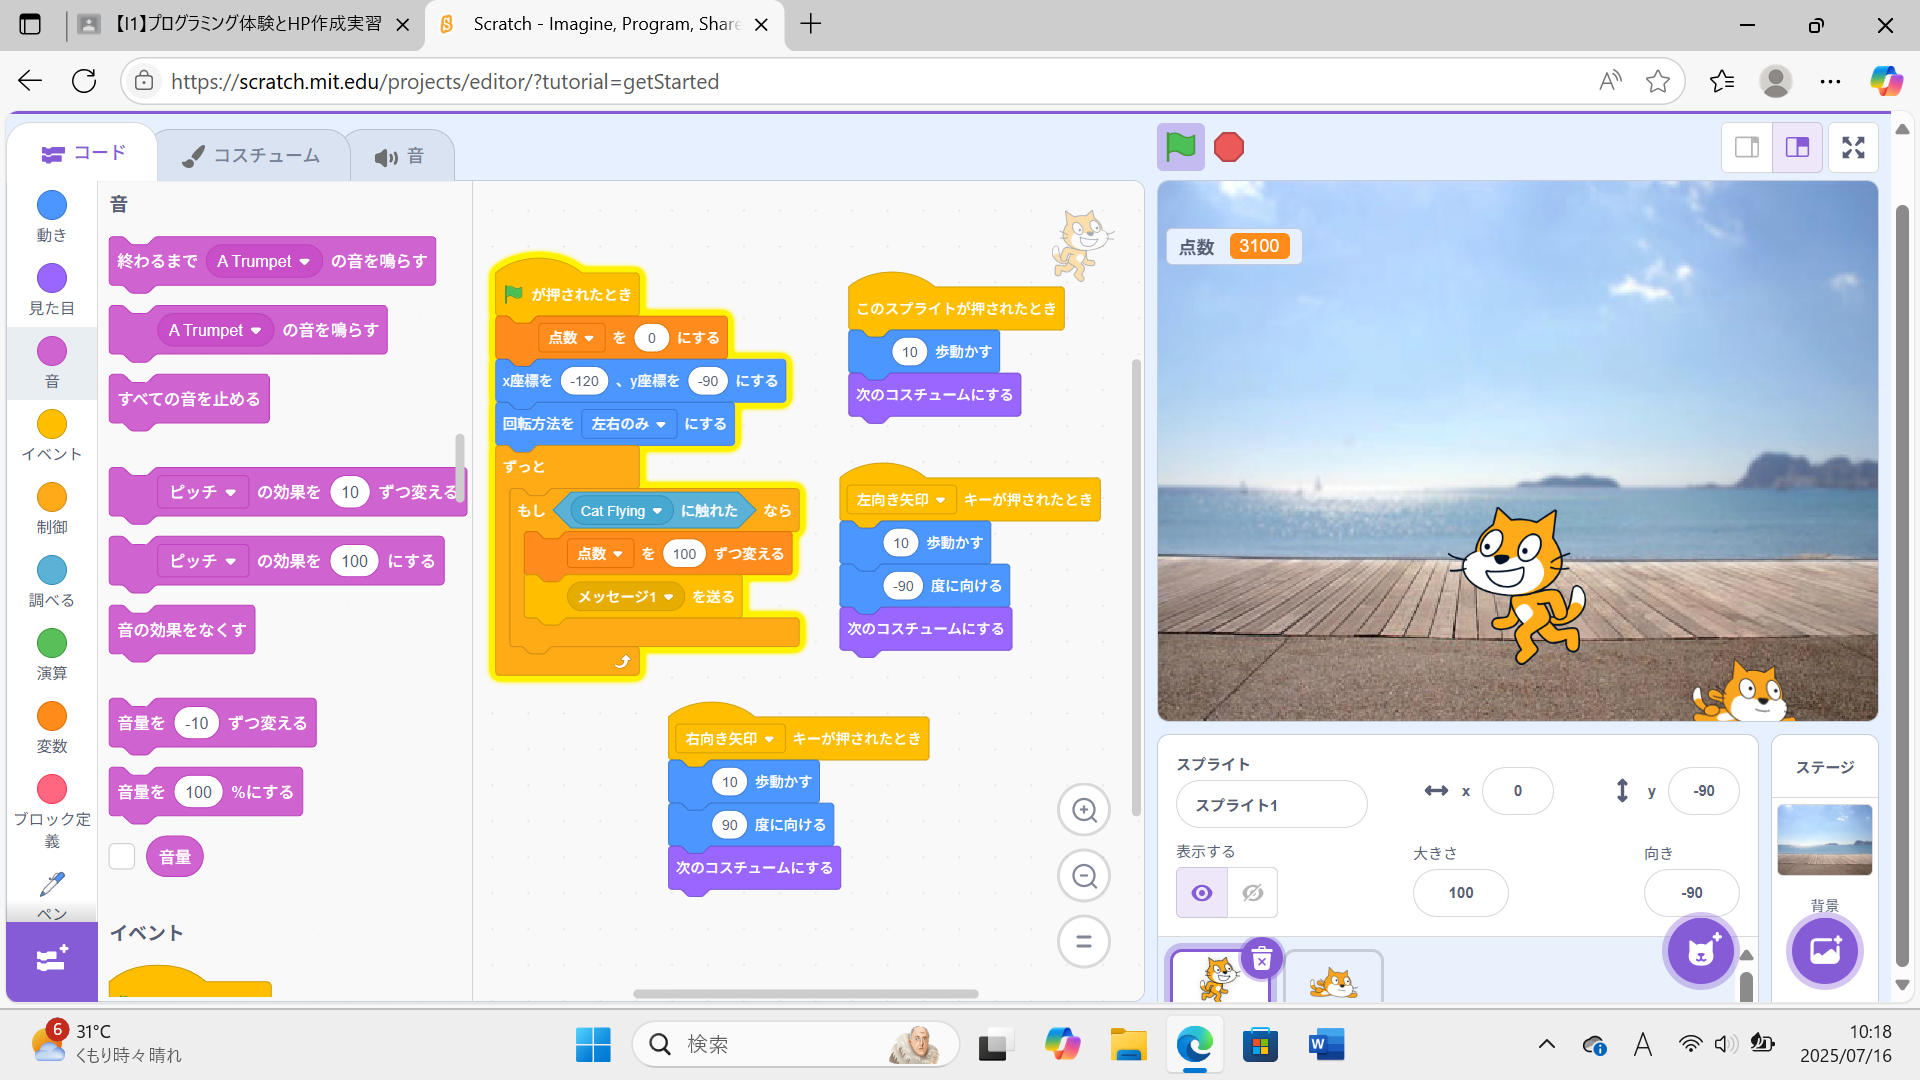 【I1】プログラミング体験とHP作成実習
Scratch - Imagine, Program, Share
https://scratch.mit.edu/projects/editor/?tutorial=getStarted
コード
コスチューム
音
動き
見た目
音
イベント
制御
調べる
演算
変数
ブロック定義
ペン
音
終わるまで A Trumpet の音を鳴らす
A Trumpet の音を鳴らす
すべての音を止める
ピッチ の効果を 10 ずつ変える
ピッチ の効果を 100 にする
音の効果をなくす
音量を -10 ずつ変える
音量を 100 %にする
音量
イベント
が押されたとき
点数 を 0 にする
x座標を -120 、y座標を -90 にする
回転方法を 左右のみ にする
ずっと
もし Cat Flying に触れた なら
点数 を 100 ずつ変える
メッセージ1 を送る
このスプライトが押されたとき
10 歩動かす
次のコスチュームにする
左向き矢印 キーが押されたとき
10 歩動かす
-90 度に向ける
次のコスチュームにする
右向き矢印 キーが押されたとき
10 歩動かす
90 度に向ける
次のコスチュームにする
点数 3100
スプライト
スプライト1
x 0
y -90
表示する
大きさ
100
向き
-90
ステージ
背景
6
31°C
くもり時々晴れ
検索
A
10:18
2025/07/16